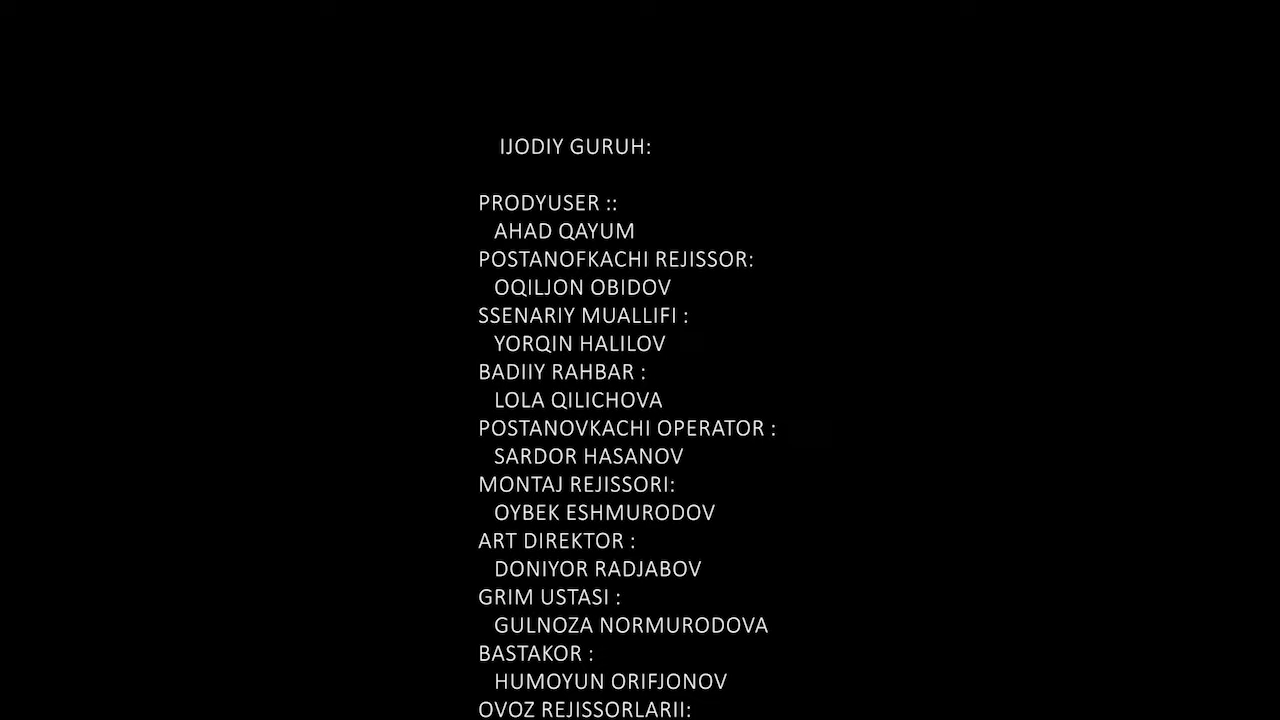 IJODIY GURUH:
PRODYUSER ::
AHAD QAYUM
POSTANOFKACHI REJISSOR:
OQILJON OBIDOV
SSENARIY MUALLIFI :
YORQIN HALILOV
BADIIY RAHBAR :
LOLA QILICHOVA
POSTANOVKACHI OPERATOR :
SARDOR HASANOV
MONTAJ REJISSORI:
OYBEK ESHMURODOV
ART DIREKTOR :
DONIYOR RADJABOV
GRIM USTASI :
GULNOZA NORMURODOVA
BASTAKOR :
HUMOYUN ORIFJONOV
OVOZ REJISSORLARII: